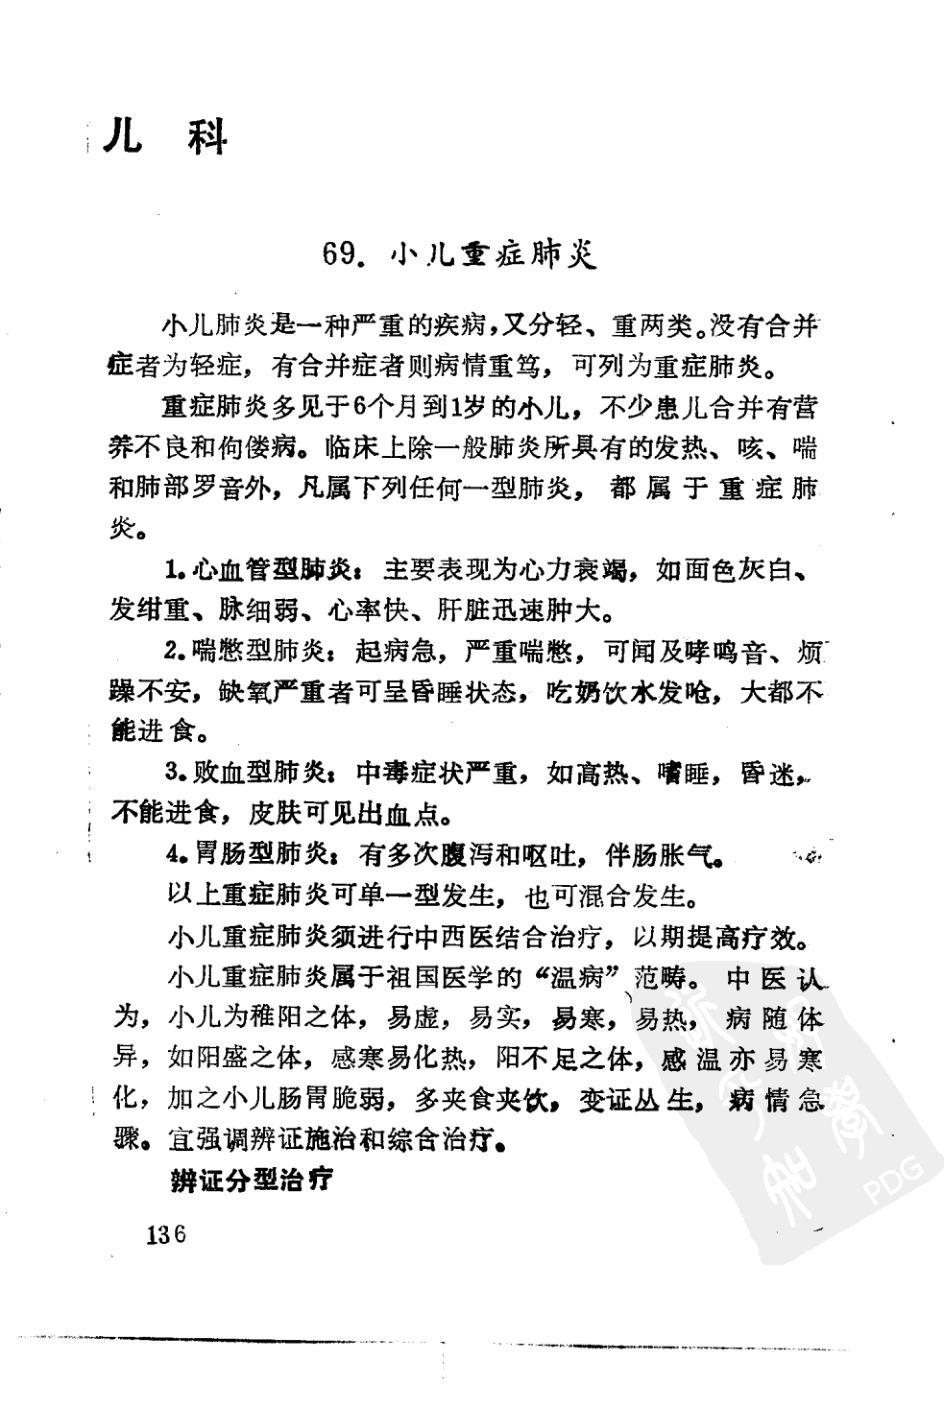 儿 科
69. 小儿重症肺炎
小儿肺炎是一种严重的疾病,又分轻、重两类。没有合并
症者为轻症，有合并症者则病情重笃，可列为重症肺炎。
重症肺炎多见于6个月到1岁的小儿，不少患儿合并有营
养不良和佝偻病。临床上除一般肺炎所具有的发热、咳、喘
和肺部罗音外，凡属下列任何一型肺炎，都属于重症肺
炎。
1.心血管型肺炎：主要表现为心力衰竭，如面色灰白、
发绀重、脉细弱、心率快、肝脏迅速肿大。
2.喘憋型肺炎：起病急，严重喘憋，可闻及哮鸣音、烦
躁不安，缺氧严重者可呈昏睡状态，吃奶饮水发呛，大都不
能进食。
3.败血型肺炎：中毒症状严重，如高热、嗜睡，昏迷，
不能进食，皮肤可见出血点。
4.胃肠型肺炎：有多次腹泻和呕吐，伴肠胀气。
以上重症肺炎可单一型发生，也可混合发生。
小儿重症肺炎须进行中西医结合治疗，以期提高疗效。
小儿重症肺炎属于祖国医学的“温病”范畴。中医认
为，小儿为稚阳之体，易虚，易实，易寒，易热，病随体
异，如阳盛之体，感寒易化热，阳不足之体，感温亦易寒
化，加之小儿肠胃脆弱，多夹食夹饮，变证丛生，病情急
骤。宜强调辨证施治和综合治疗。
辨证分型治疗
136
PDG